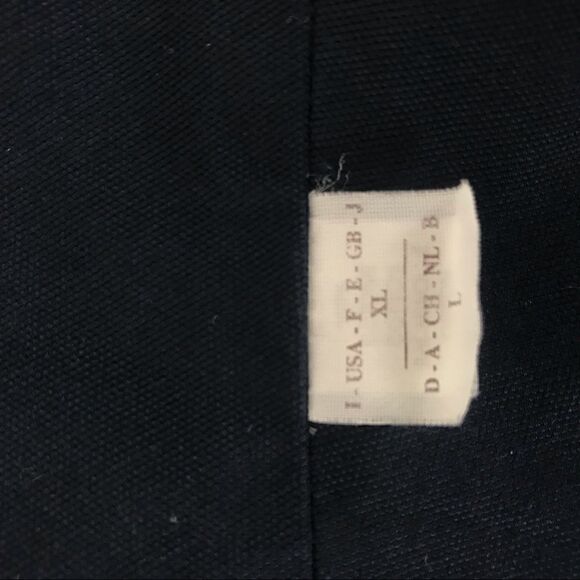 I - USA - F - E - GB - J
XL
D - A - CH - NL - B
L